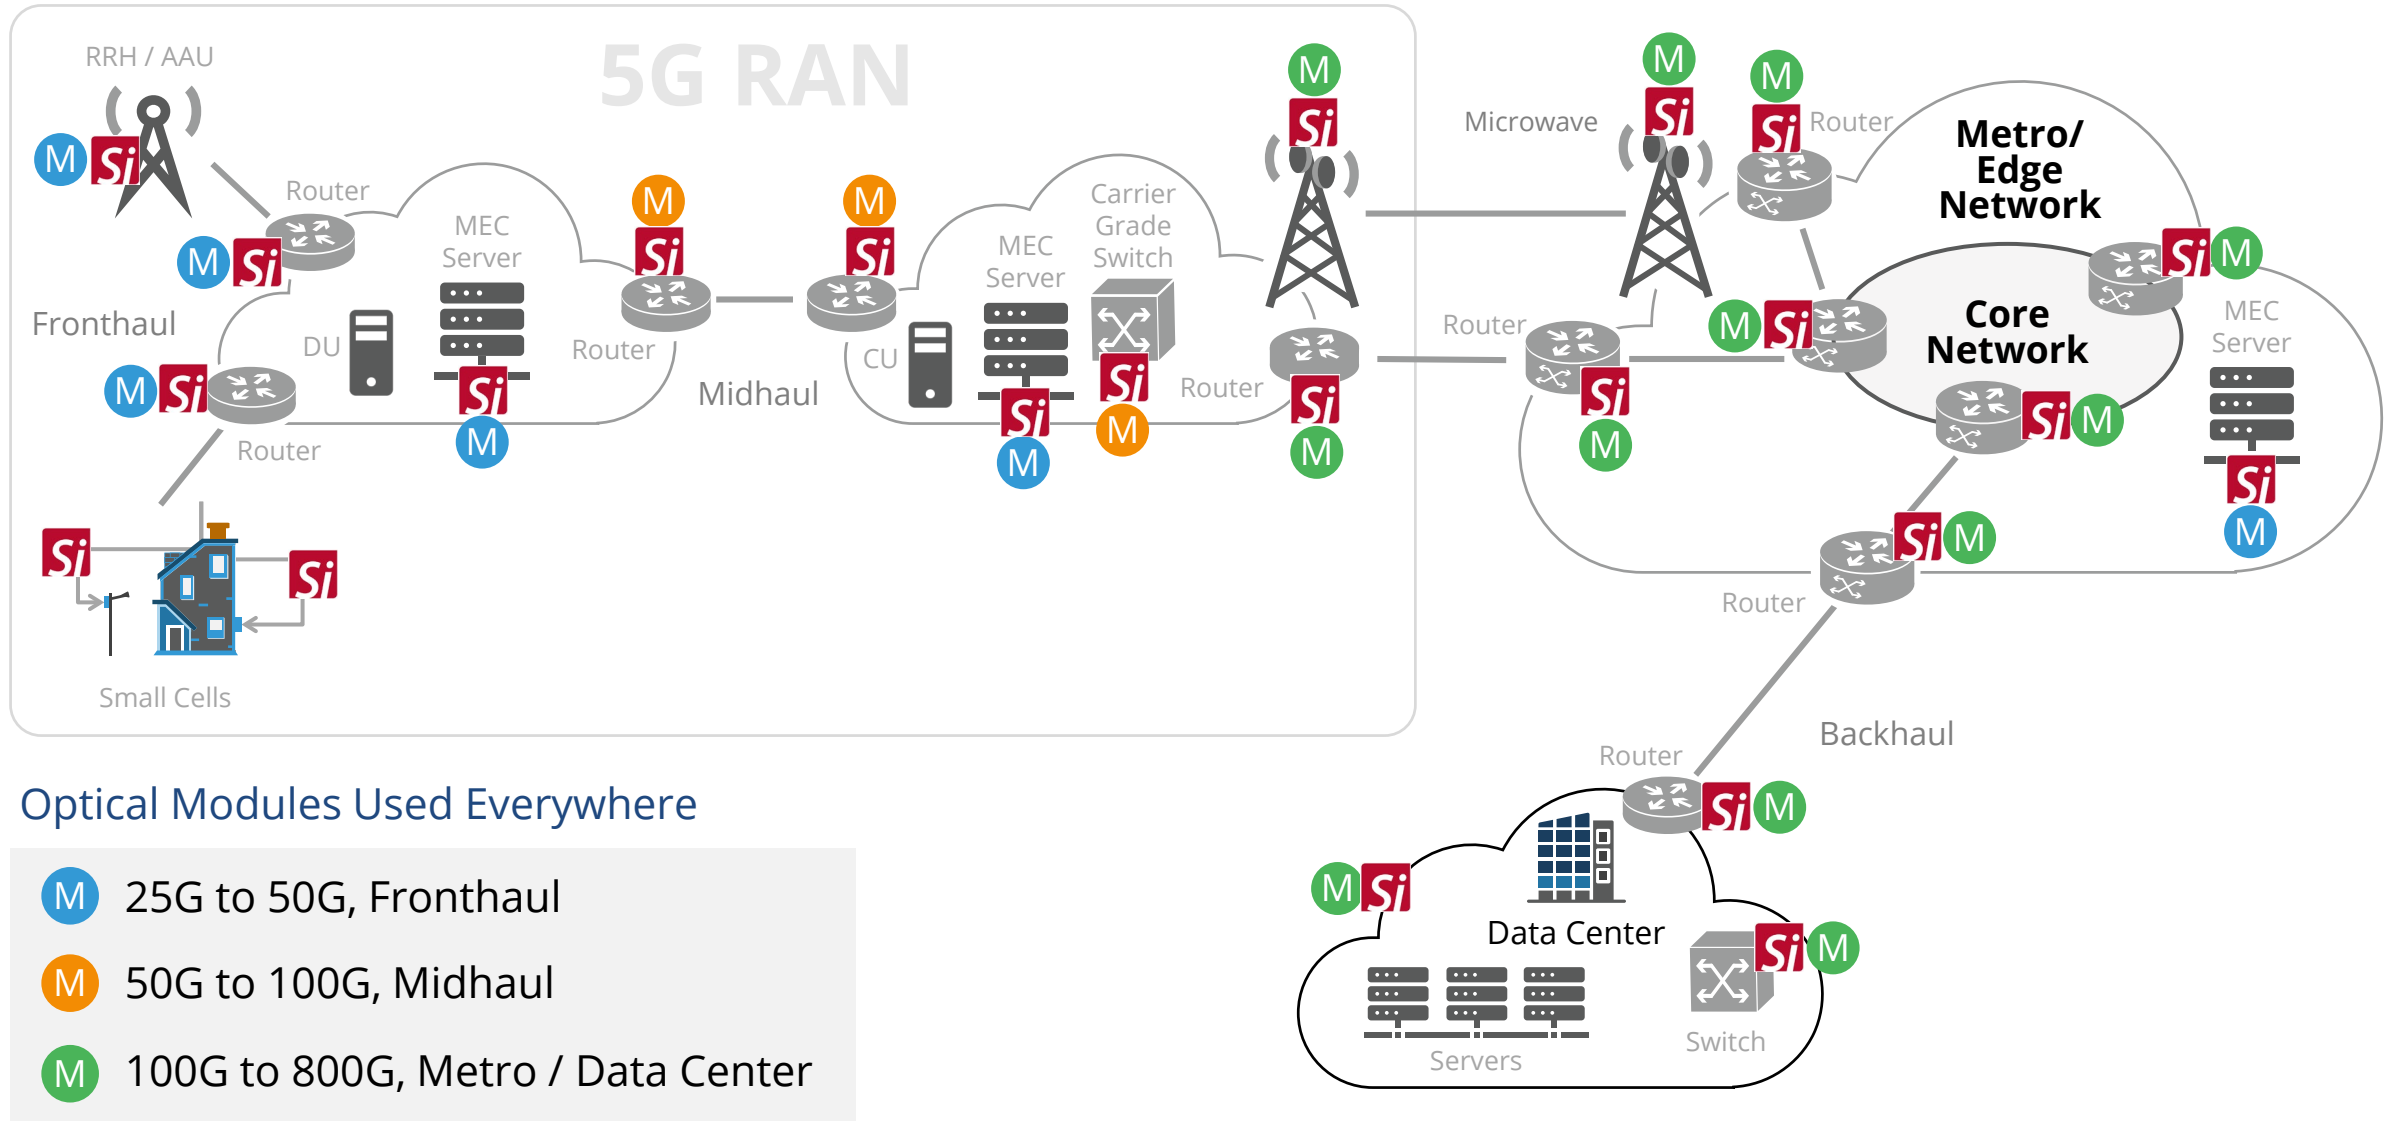 5G RAN
RRH / AAU
M
Si
Router
M
Si
Fronthaul
M
Si
Router
DU
MEC
Server
Si
M
M
Si
Router
Midhaul
M
Si
CU
MEC
Server
Si
M
Carrier
Grade
Switch
Si
M
M
Si
Router
Si
M
Si
Si
Small Cells
Microwave
M
Si
M
Si
Router
Metro/
Edge
Network
Router
Si
M
M
Si
Core
Network
Si
M
Si
M
MEC
Server
Si
M
Si
M
Router
Backhaul
Router
Si
M
M
Si
Data Center
Si
M
Servers
Switch
Optical Modules Used Everywhere
M 25G to 50G, Fronthaul
M 50G to 100G, Midhaul
M 100G to 800G, Metro / Data Center